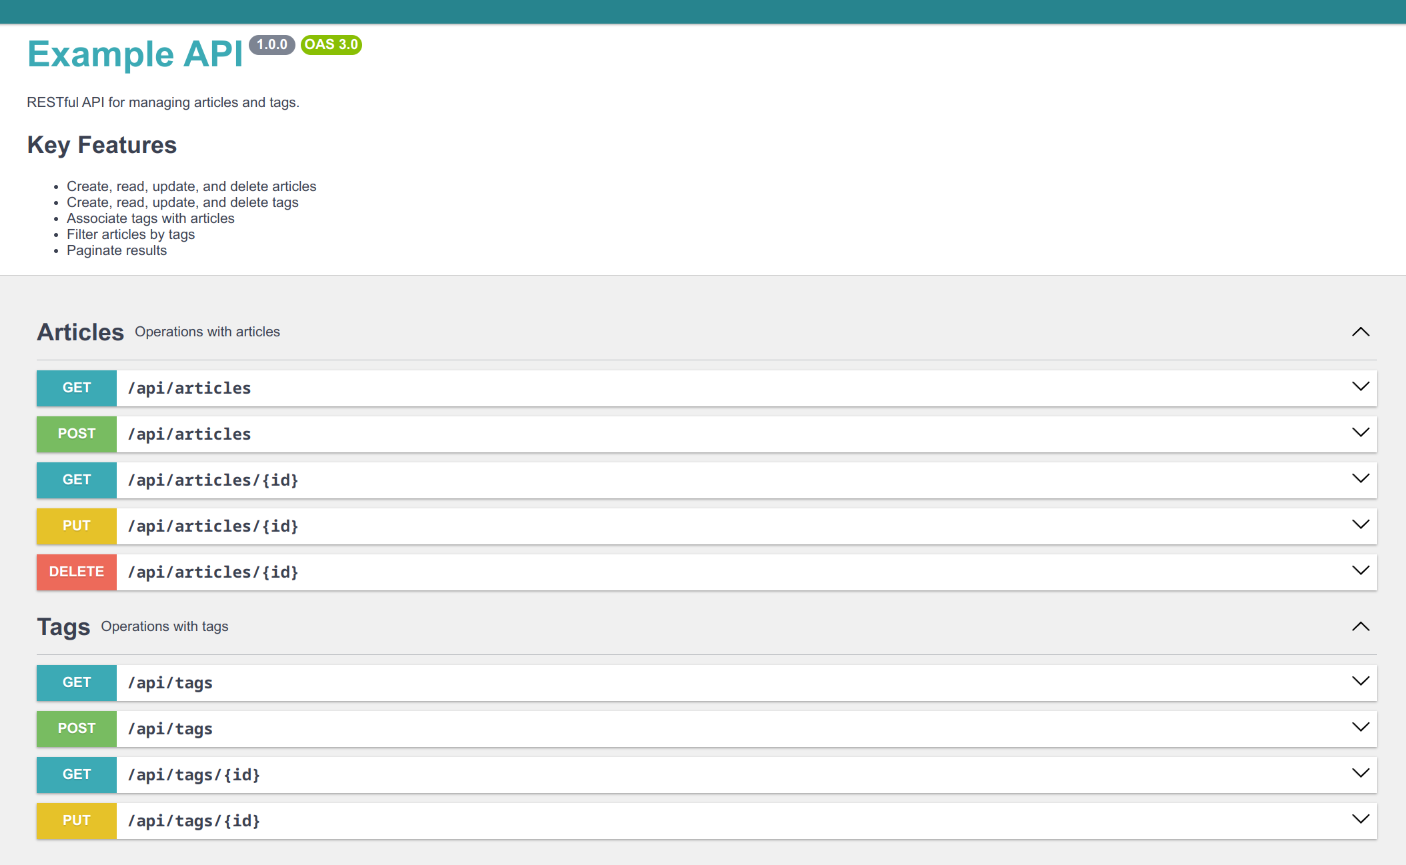 Example API 1.0.0 OAS 3.0
RESTful API for managing articles and tags.
Key Features
Create, read, update, and delete articles
Create, read, update, and delete tags
Associate tags with articles
Filter articles by tags
Paginate results
Articles Operations with articles
GET /api/articles
POST /api/articles
GET /api/articles/{id}
PUT /api/articles/{id}
DELETE /api/articles/{id}
Tags Operations with tags
GET /api/tags
POST /api/tags
GET /api/tags/{id}
PUT /api/tags/{id}